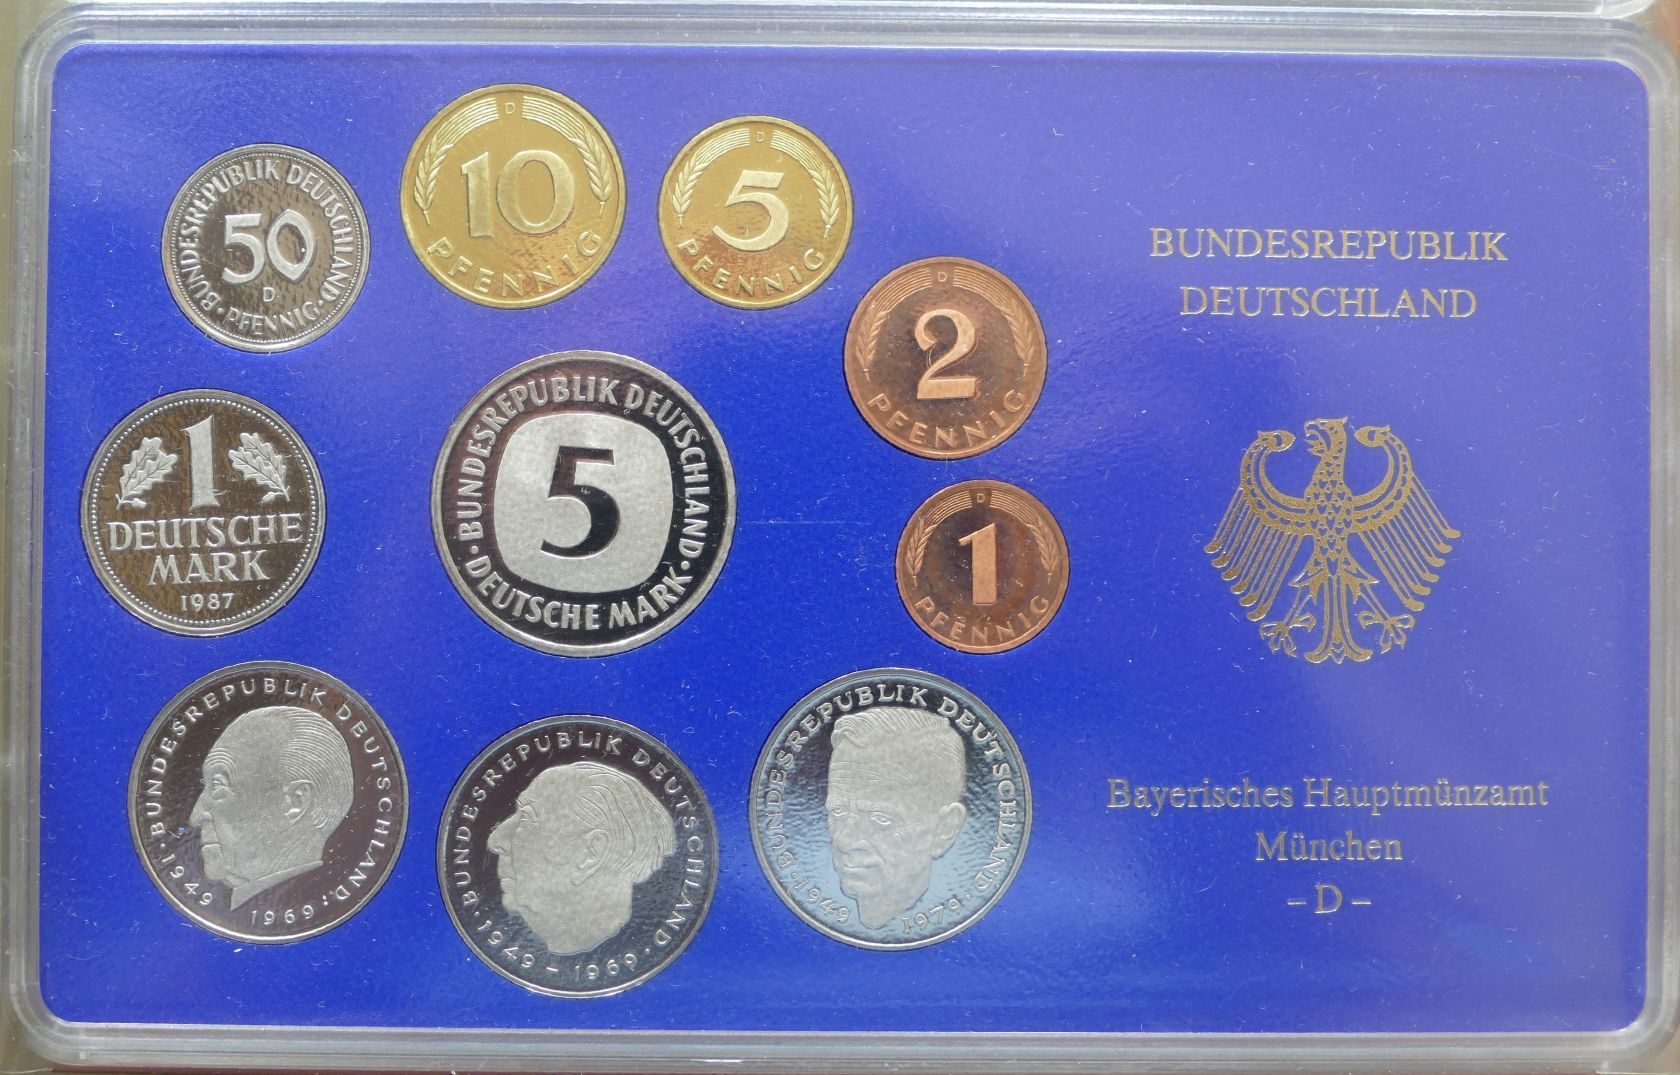 BUNDESREPUBLIK DEUTSCHLAND
50
D
· PFENNIG ·
D
10
PFENNIG
D
5
PFENNIG
D
2
PFENNIG
D
1
PFENNIG
1
DEUTSCHE
MARK
1987
· BUNDESREPUBLIK DEUTSCHLAND ·
5
DEUTSCHE MARK
BUNDESREPUBLIK DEUTSCHLAND
· 1949 1969 ·
BUNDESREPUBLIK DEUTSCHLAND
· 1949 – 1969 ·
BUNDESREPUBLIK DEUTSCHLAND
· 1949 1979 ·
BUNDESREPUBLIK
DEUTSCHLAND
Bayerisches Hauptmünzamt
München
– D –